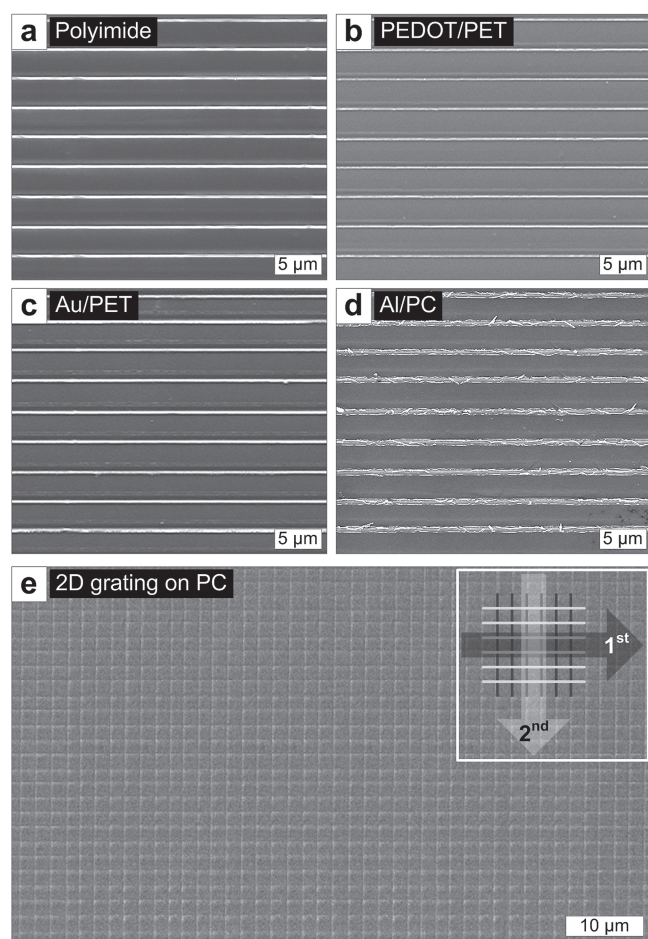 a Polyimide
5 µm
b PEDOT/PET
5 µm
c Au/PET
5 µm
d Al/PC
5 µm
e 2D grating on PC
1st
2nd
10 µm